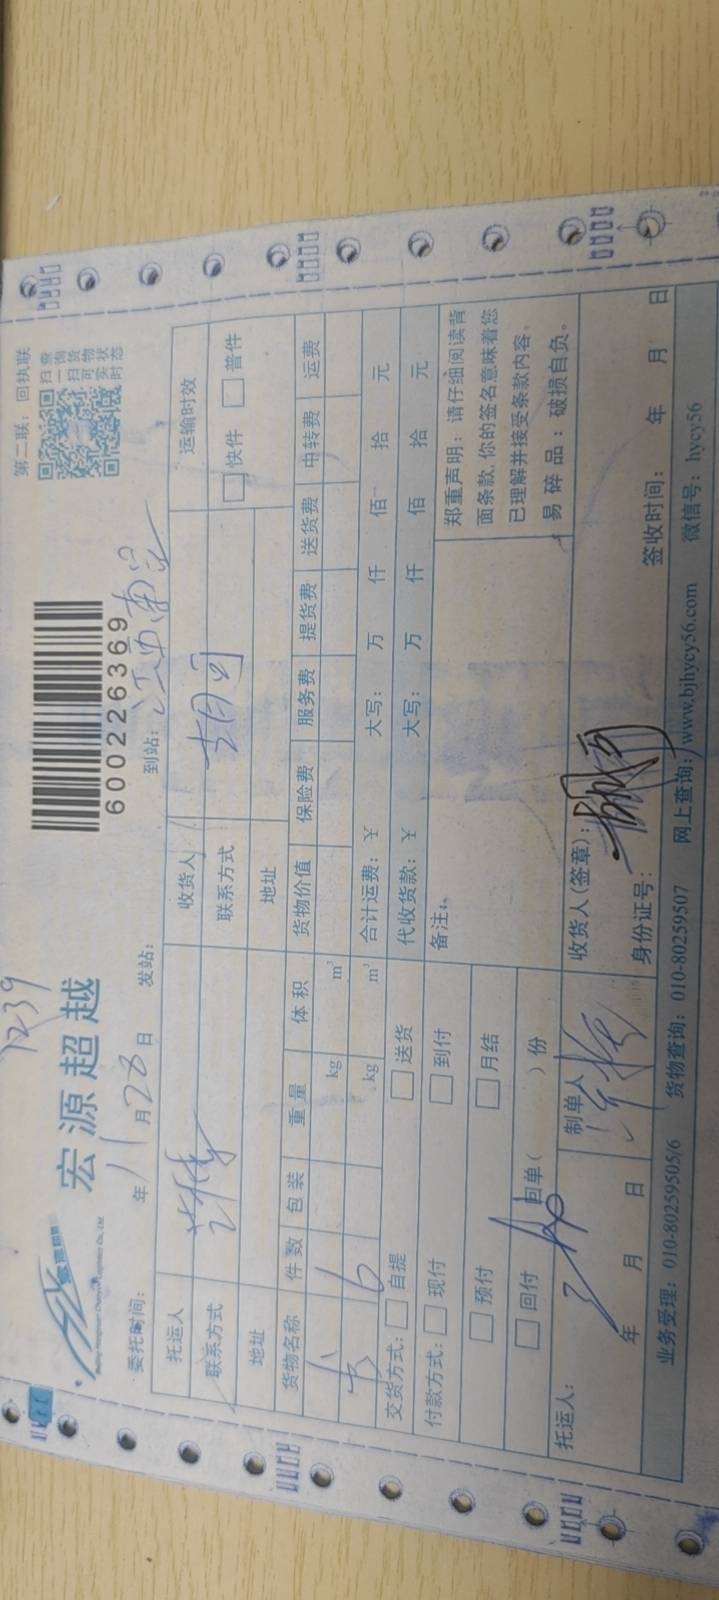 1239
第二联：回执联
扫一扫可实时
查询货物状态
宏源超越
600226369
委托时间： 年 11 月 28 日 发站： 到站：江西南昌
托运人 收货人 运输时效
联系方式 联系方式 胡司 快件 普件
地址 地址
货物名称 件数 包装 重量 体积 货物价值 保险费 服务费 提货费 送货费 中转费 运费
kg m³
6 kg m³ 合计运费：￥ 大写： 万 仟 佰 拾 元
交货方式： 自提 送货 代收货款：￥ 大写： 万 仟 佰 拾 元
付款方式： 现付 到付 备注：
预付 月结
回付 回单（ ）份
郑重声明：请仔细阅读背
面条款，你的签名意味着您
已理解并接受条款内容。
易碎品：破损自负。
托运人： 制单人 收货人(签章)：
年 月 日 身份证号： 签收时间： 年 月 日
业务受理：010-80259505/6 货物查询：010-80259507 网上查询：www.bjhycy56.com 微信号：hycy56